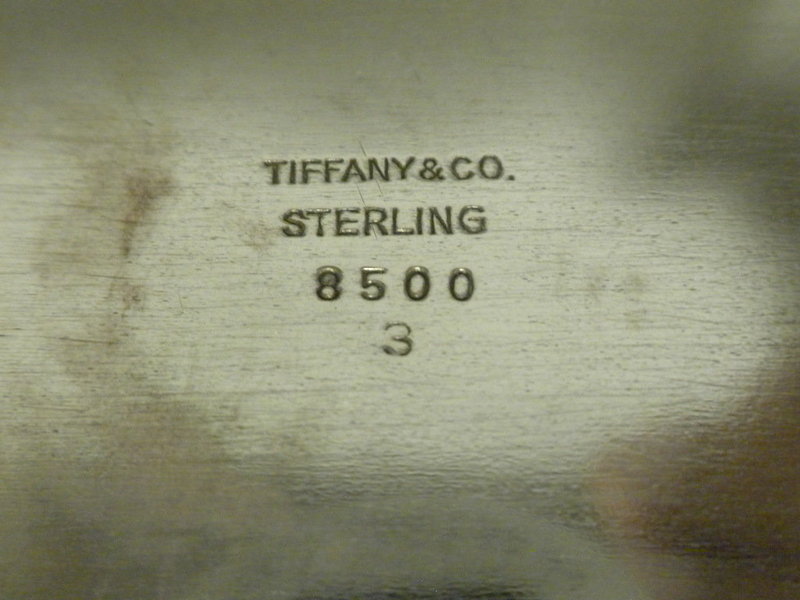 TIFFANY&CO.
STERLING
8500
3